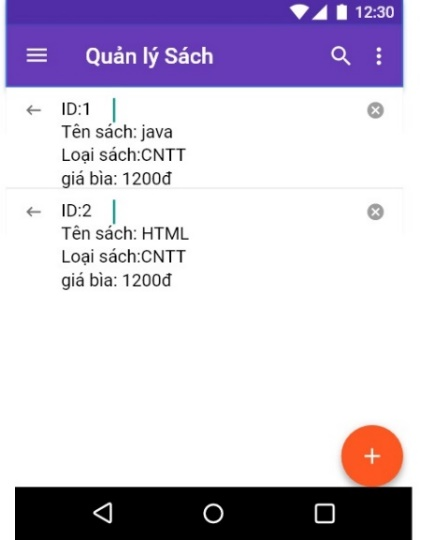 12:30
Quản lý Sách
ID:1
Tên sách: java
Loại sách:CNTT
giá bìa: 1200đ
ID:2
Tên sách: HTML
Loại sách:CNTT
giá bìa: 1200đ